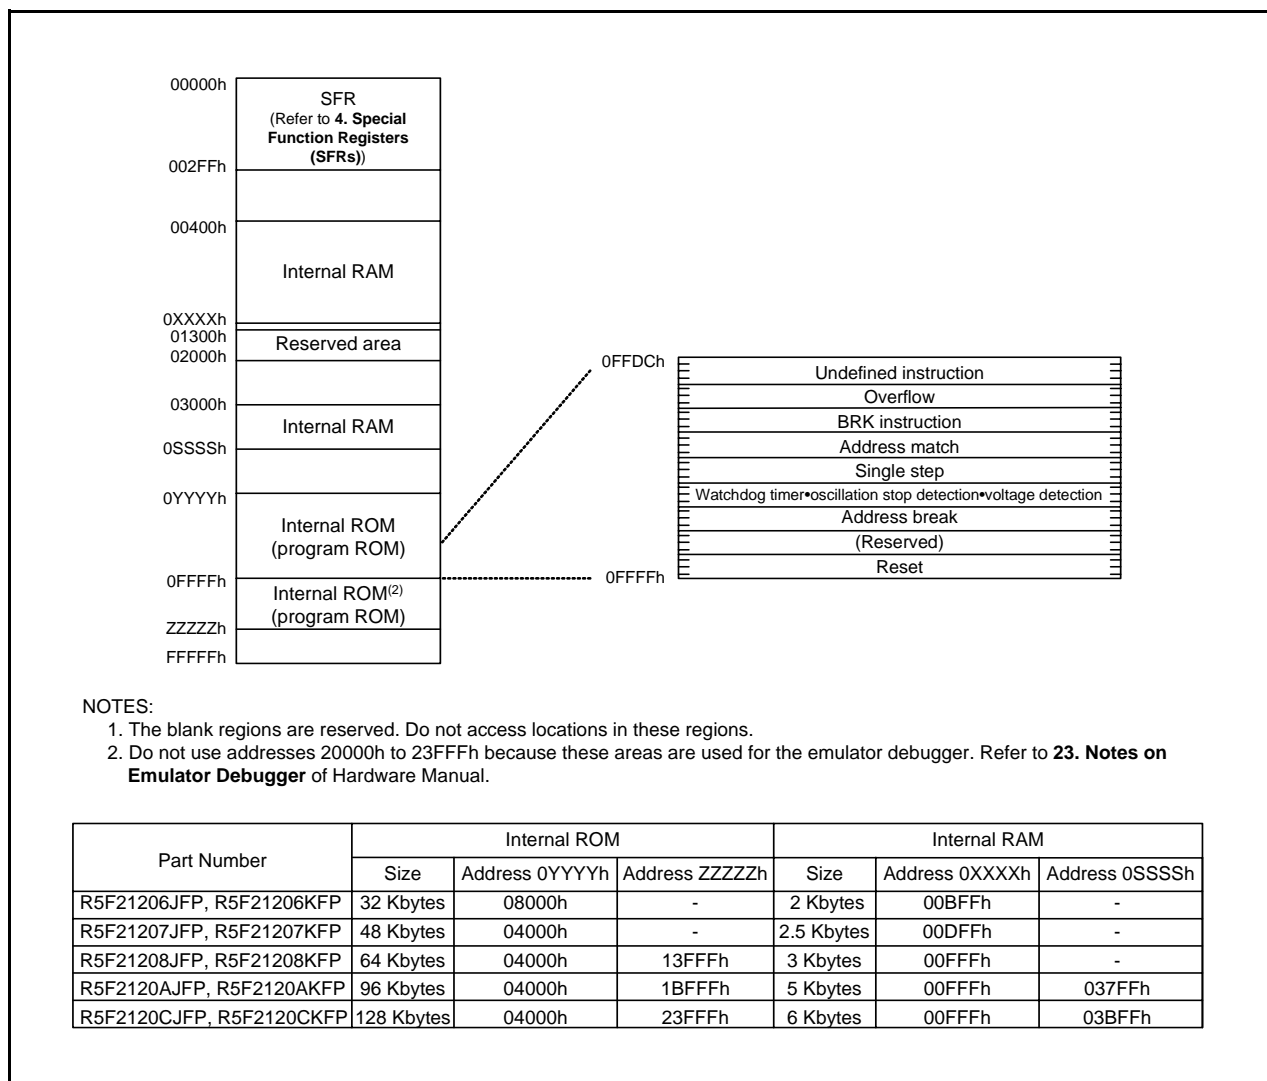 00000h
SFR
(Refer to 4. Special
Function Registers
(SFRs))
002FFh
00400h
Internal RAM
0XXXXh
01300h
Reserved area
02000h
03000h
Internal RAM
0SSSSh
0YYYYh
Internal ROM
(program ROM)
0FFFFh
Internal ROM(2)
(program ROM)
ZZZZZh
FFFFFh
0FFDCh
Undefined instruction
Overflow
BRK instruction
Address match
Single step
Watchdog timer•oscillation stop detection•voltage detection
Address break
(Reserved)
Reset
0FFFFh
NOTES:
1. The blank regions are reserved. Do not access locations in these regions.
2. Do not use addresses 20000h to 23FFFh because these areas are used for the emulator debugger. Refer to 23. Notes on
Emulator Debugger of Hardware Manual.
Part Number Internal ROM Internal RAM
Size Address 0YYYYh Address ZZZZZh Size Address 0XXXXh Address 0SSSSh
R5F21206JFP, R5F21206KFP 32 Kbytes 08000h - 2 Kbytes 00BFFh -
R5F21207JFP, R5F21207KFP 48 Kbytes 04000h - 2.5 Kbytes 00DFFh -
R5F21208JFP, R5F21208KFP 64 Kbytes 04000h 13FFFh 3 Kbytes 00FFFh -
R5F2120AJFP, R5F2120AKFP 96 Kbytes 04000h 1BFFFh 5 Kbytes 00FFFh 037FFh
R5F2120CJFP, R5F2120CKFP 128 Kbytes 04000h 23FFFh 6 Kbytes 00FFFh 03BFFh